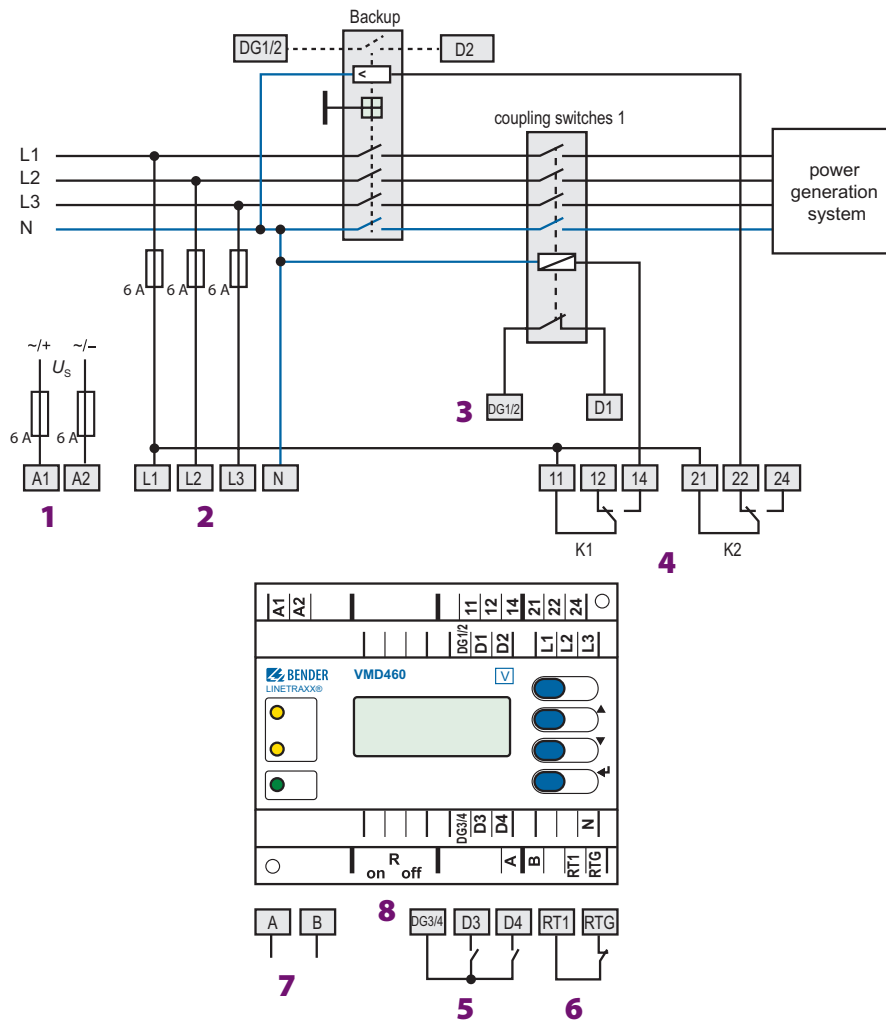 Backup
DG1/2
D2
<
coupling switches 1
L1
L2
L3
N
power
generation
system
6 A
6 A
6 A
~/+
~/–
US
6 A
6 A
3
DG1/2
D1
A1
A2
L1
L2
L3
N
11
12
14
21
22
24
1
2
K1
4
K2
A1
A2
11
12
14
21
22
24
DG1/2
D1
D2
L1
L2
L3
BENDER
VMD460
V
LINETRAXX®
DG3/4
D3
D4
N
R
on off
A
B
RT1
RTG
8
A
B
DG3/4
D3
D4
RT1
RTG
7
5
6